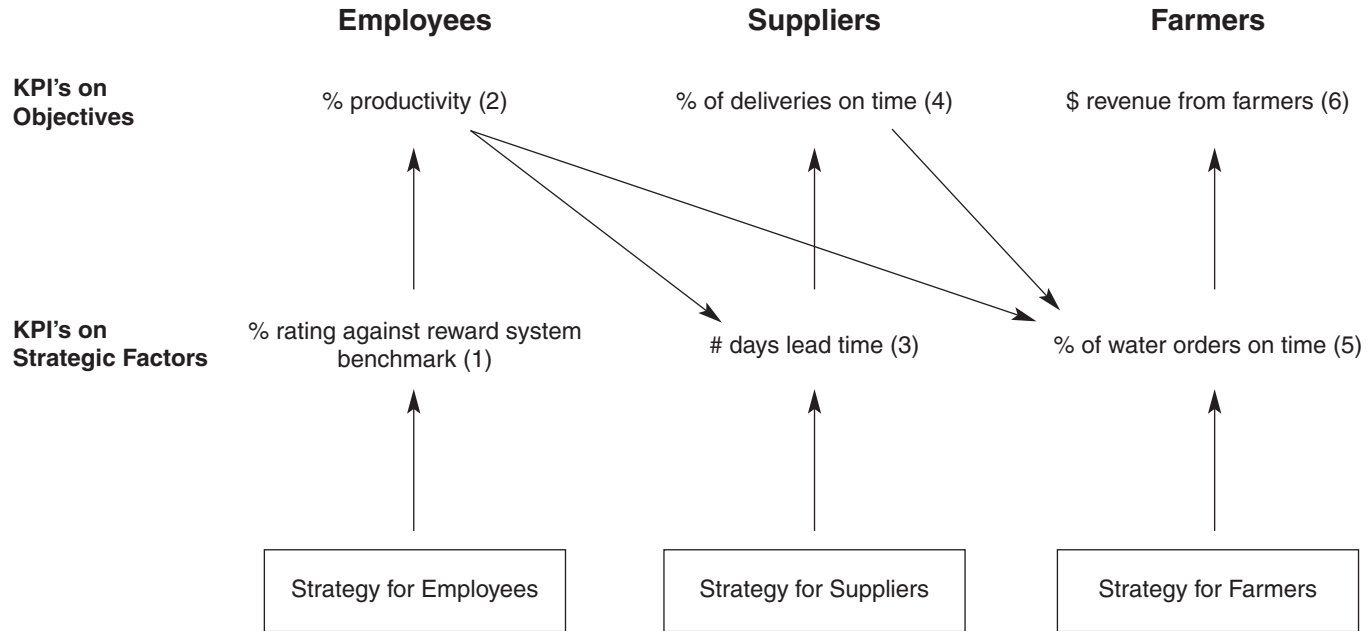 Employees
Suppliers
Farmers
KPI's on
Objectives
% productivity (2)
% of deliveries on time (4)
$ revenue from farmers (6)
KPI's on
Strategic Factors
% rating against reward system
benchmark (1)
# days lead time (3)
% of water orders on time (5)
Strategy for Employees
Strategy for Suppliers
Strategy for Farmers